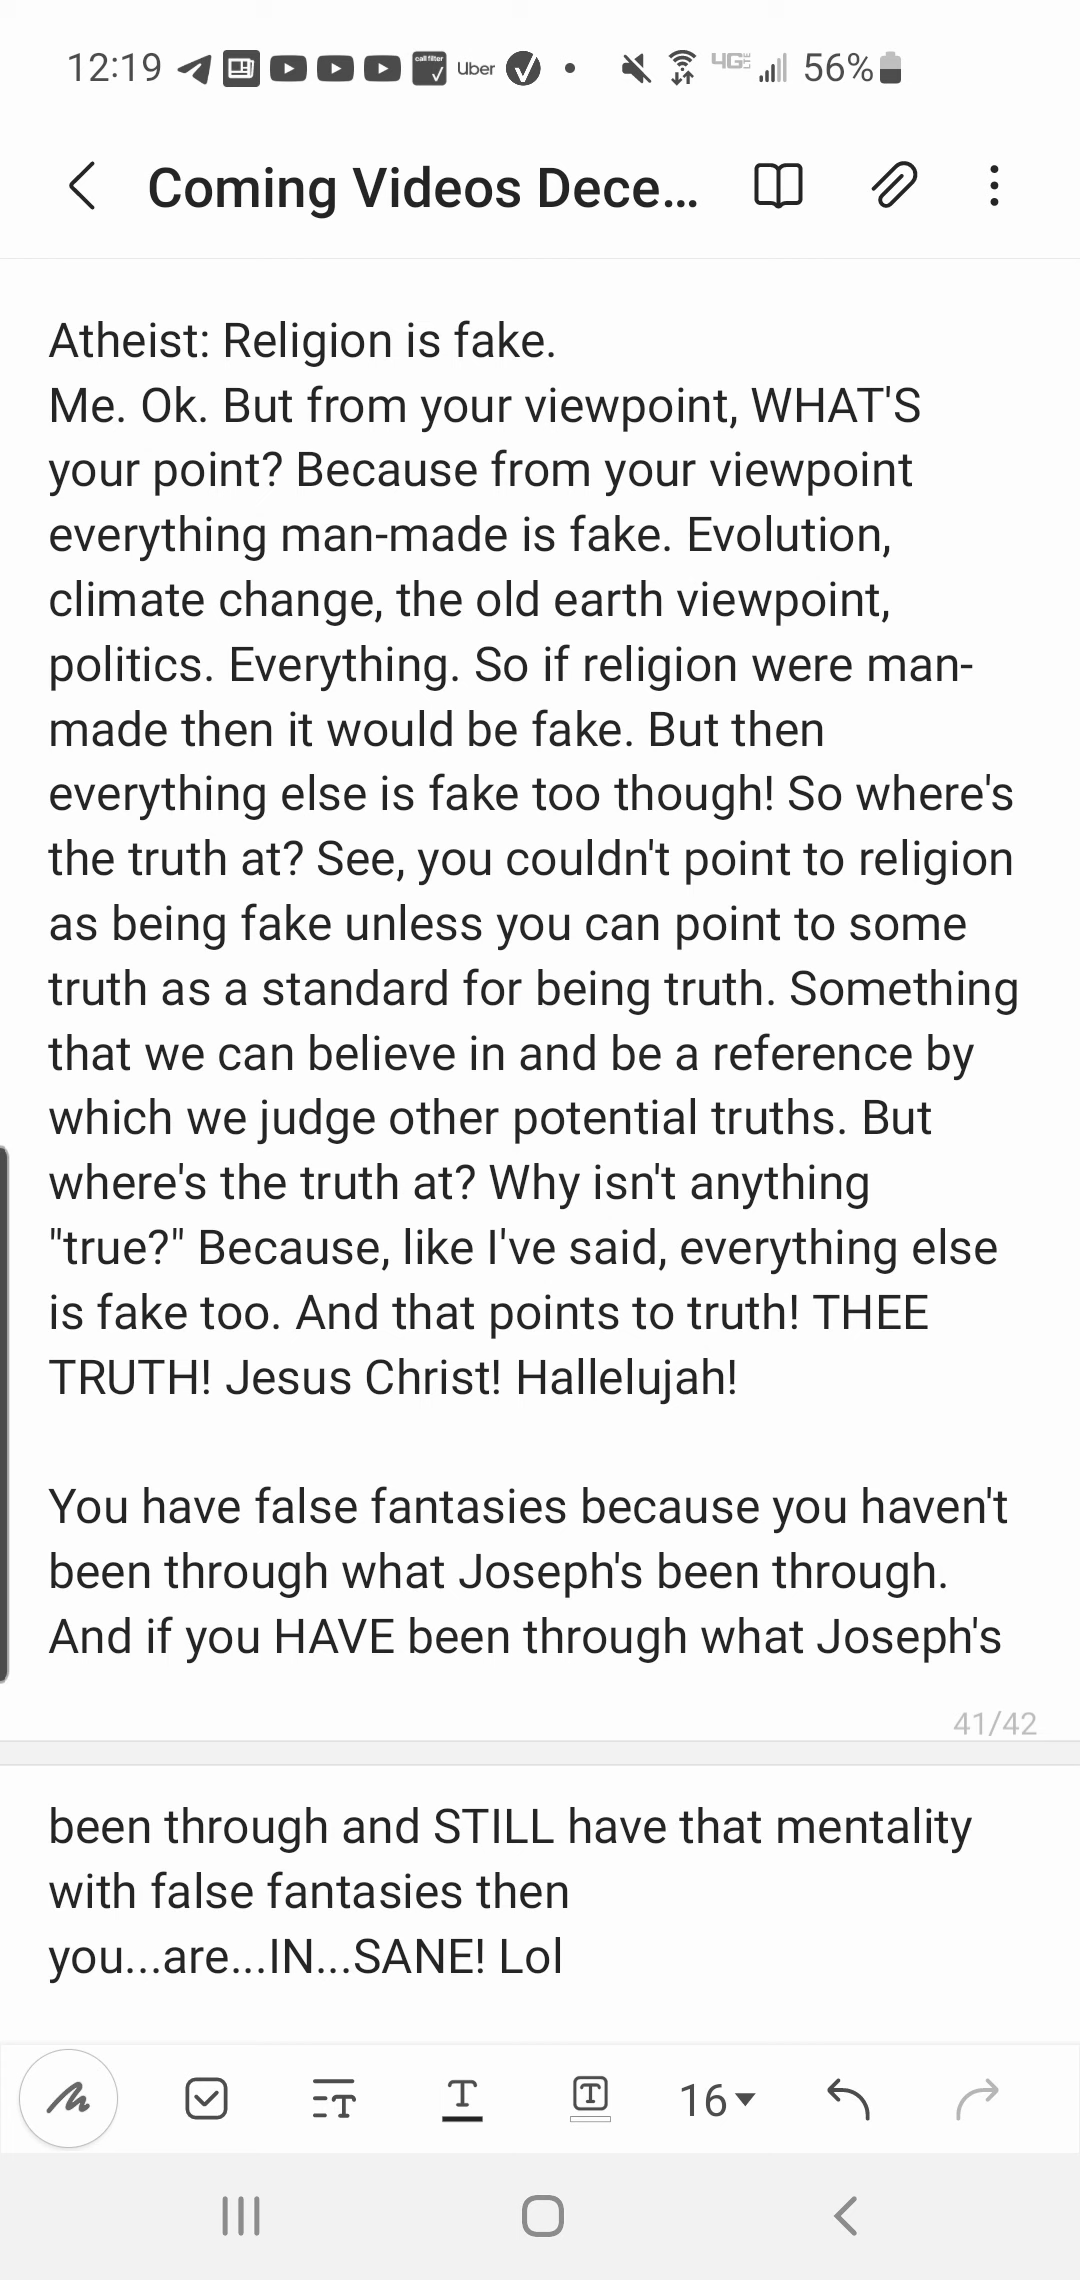 12:19 call filter Uber 4G LTE 56%
Coming Videos Dece...
Atheist: Religion is fake.
Me. Ok. But from your viewpoint, WHAT'S
your point? Because from your viewpoint
everything man-made is fake. Evolution,
climate change, the old earth viewpoint,
politics. Everything. So if religion were man-
made then it would be fake. But then
everything else is fake too though! So where's
the truth at? See, you couldn't point to religion
as being fake unless you can point to some
truth as a standard for being truth. Something
that we can believe in and be a reference by
which we judge other potential truths. But
where's the truth at? Why isn't anything
"true?" Because, like I've said, everything else
is fake too. And that points to truth! THEE
TRUTH! Jesus Christ! Hallelujah!
You have false fantasies because you haven't
been through what Joseph's been through.
And if you HAVE been through what Joseph's
41/42
been through and STILL have that mentality
with false fantasies then
you...are...IN...SANE! Lol
T T T 16